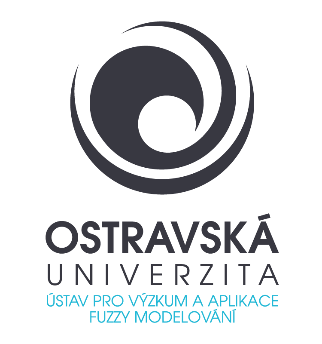 OSTRAVSKÁ
UNIVERZITA
ÚSTAV PRO VÝZKUM A APLIKACE
FUZZY MODELOVÁNÍ